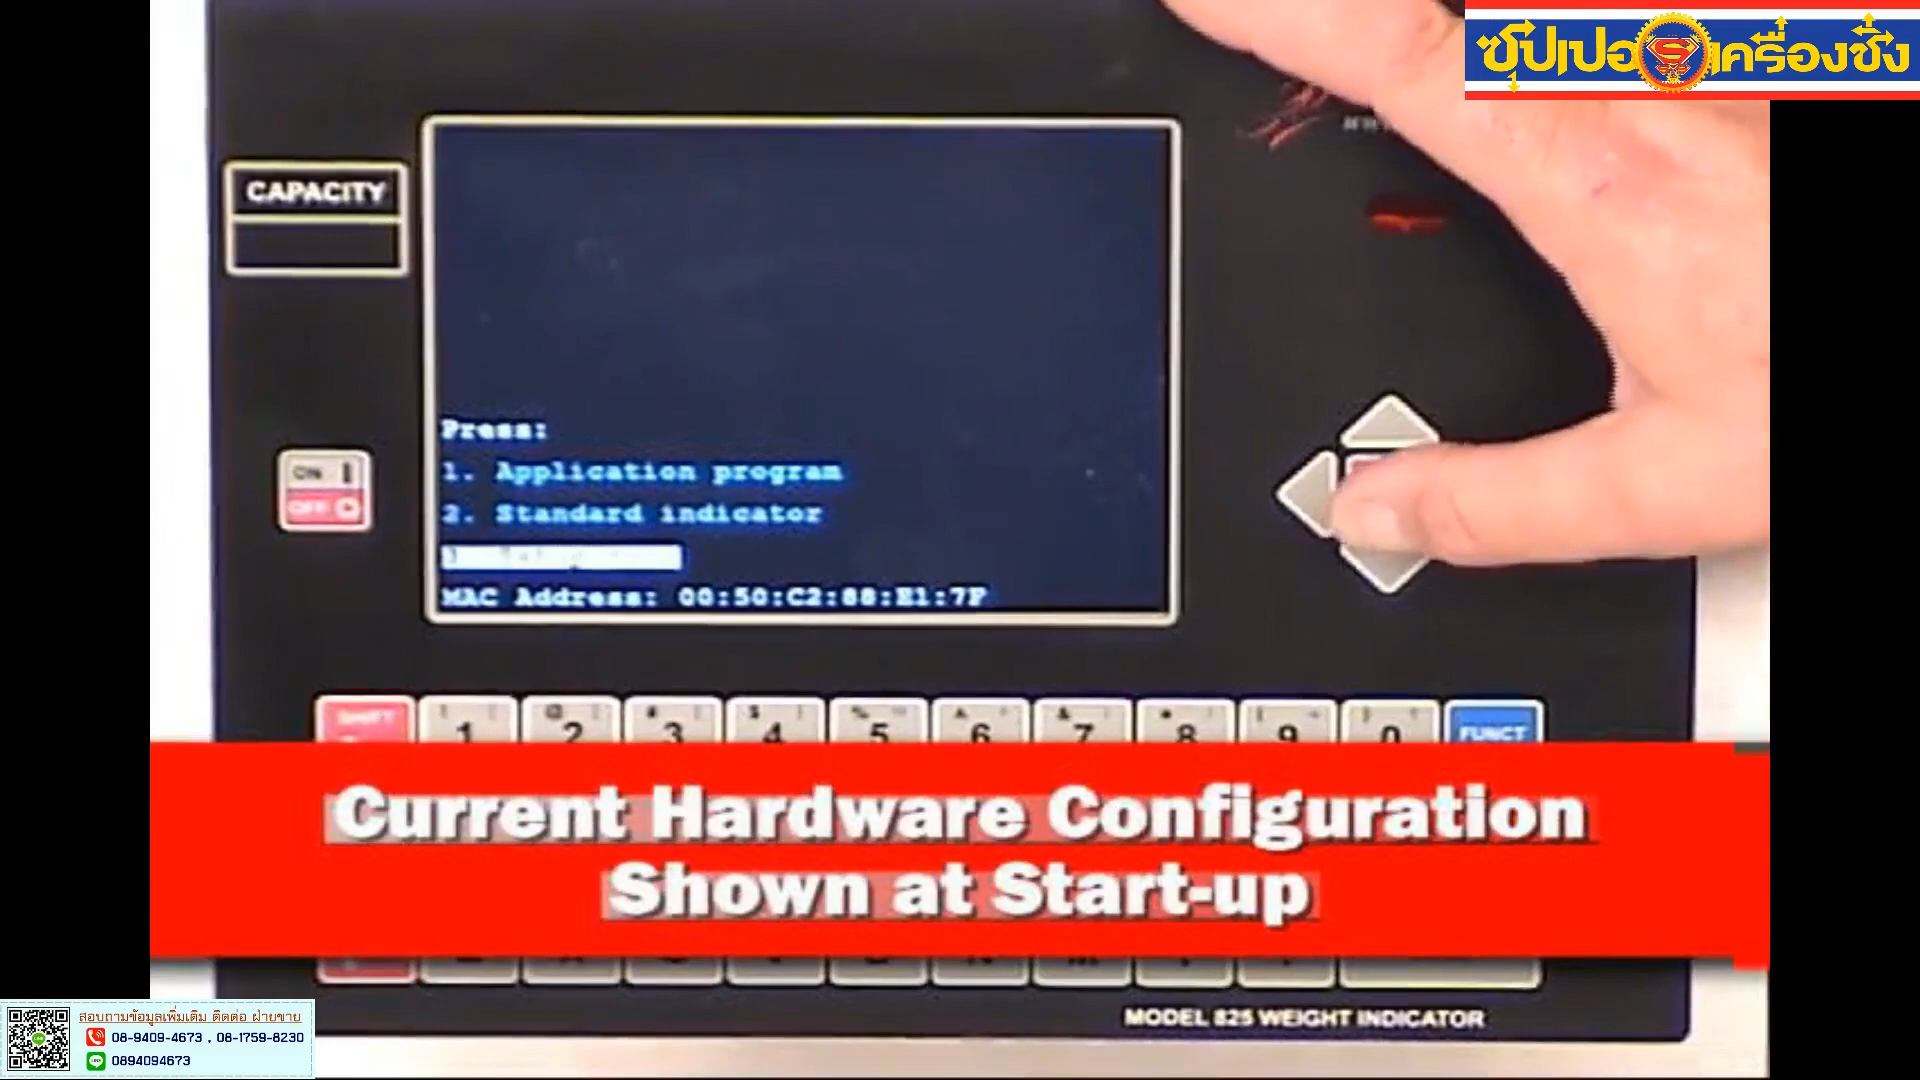 ซุปเปอร์เครื่องชั่ง
CAPACITY
Press:
1. Application program
2. Standard indicator
MAC Address: 00:50:C2:88:E1:7F
ON
OFF
SHIFT 1 2 3 4 5 6 7 8 9 0 FUNCT
Current Hardware Configuration
Shown at Start-up
MODEL 825 WEIGHT INDICATOR
สอบถามข้อมูลเพิ่มเติม ติดต่อ ฝ่ายขาย
08-9409-4673 , 08-1759-8230
0894094673